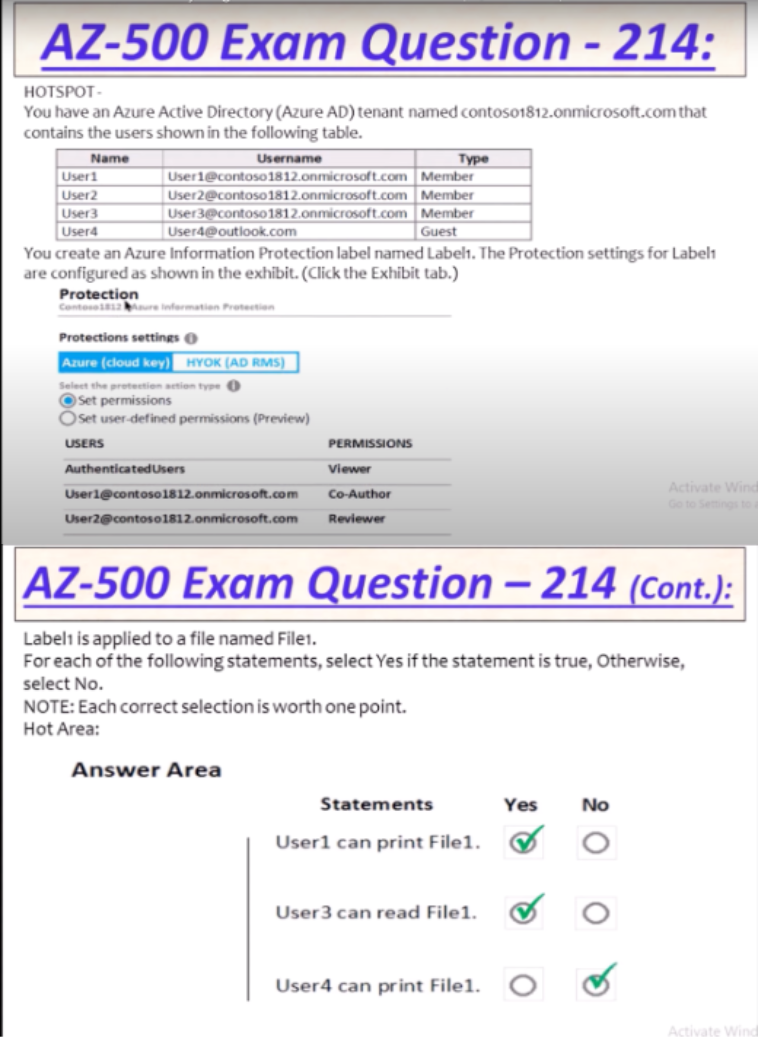 AZ-500 Exam Question - 214:
HOTSPOT -
You have an Azure Active Directory (Azure AD) tenant named contoso1812.onmicrosoft.com that
contains the users shown in the following table.
Name Username Type
User1 User1@contoso1812.onmicrosoft.com Member
User2 User2@contoso1812.onmicrosoft.com Member
User3 User3@contoso1812.onmicrosoft.com Member
User4 User4@outlook.com Guest
You create an Azure Information Protection label named Label1. The Protection settings for Label1
are configured as shown in the exhibit. (Click the Exhibit tab.)
Protection
Contoso1812 Azure Information Protection
Protections settings
Azure (cloud key) HYOK (AD RMS)
Select the protection action type
Set permissions
Set user-defined permissions (Preview)
USERS PERMISSIONS
AuthenticatedUsers Viewer
User1@contoso1812.onmicrosoft.com Co-Author
User2@contoso1812.onmicrosoft.com Reviewer
Activate Wind
Go to Settings to a
AZ-500 Exam Question – 214 (Cont.):
Label1 is applied to a file named File1.
For each of the following statements, select Yes if the statement is true, Otherwise,
select No.
NOTE: Each correct selection is worth one point.
Hot Area:
Answer Area
Statements Yes No
User1 can print File1.
User3 can read File1.
User4 can print File1.
Activate Wind